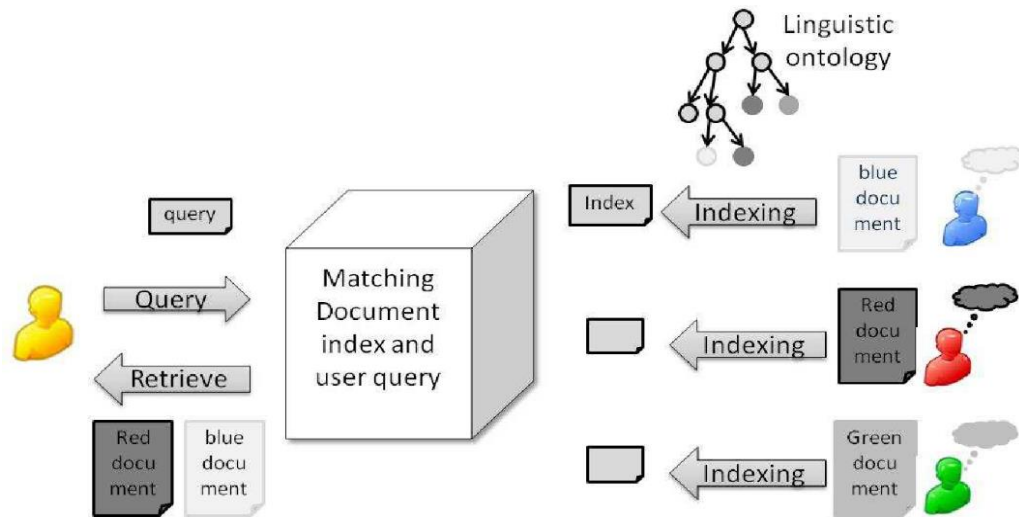 Linguistic
ontology
query
Query
Retrieve
Red
docu
ment
blue
docu
ment
Matching
Document
index and
user query
Index
Indexing
blue
docu
ment
Indexing
Red
docu
ment
Indexing
Green
docu
ment